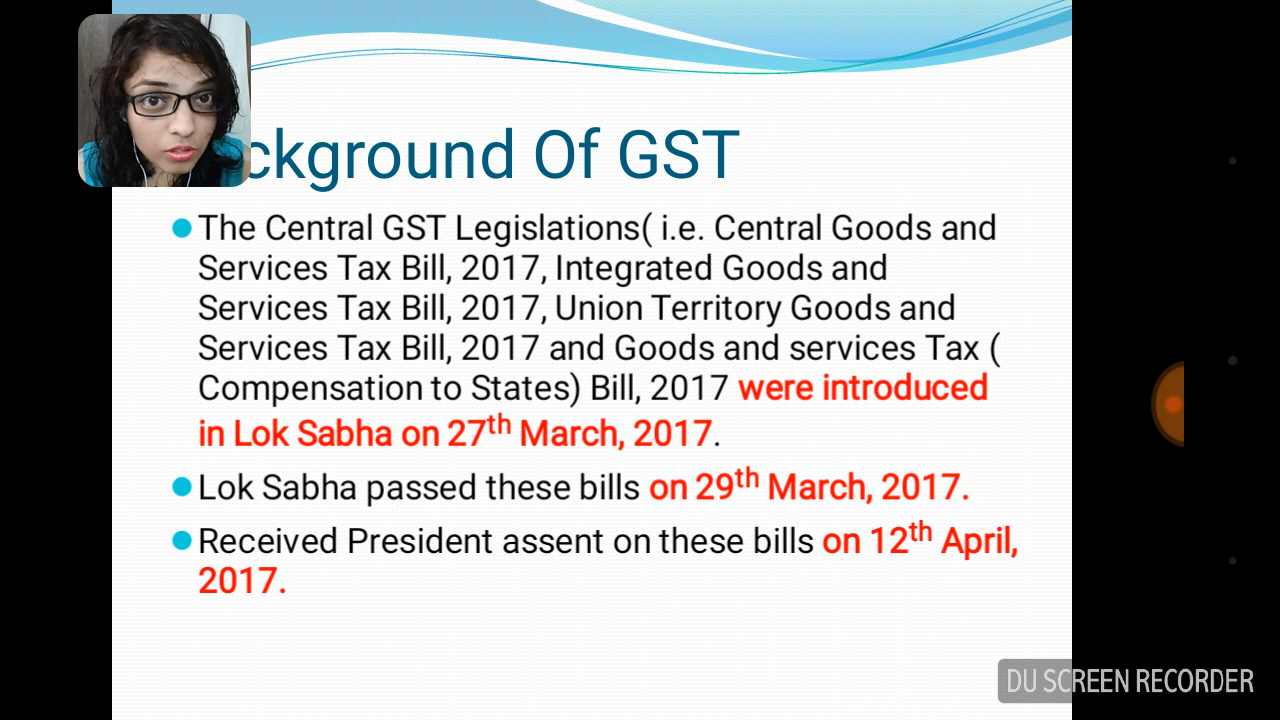 ckground Of GST
The Central GST Legislations( i.e. Central Goods and
Services Tax Bill, 2017, Integrated Goods and
Services Tax Bill, 2017, Union Territory Goods and
Services Tax Bill, 2017 and Goods and services Tax (
Compensation to States) Bill, 2017 were introduced
in Lok Sabha on 27th March, 2017.
Lok Sabha passed these bills on 29th March, 2017.
Received President assent on these bills on 12th April,
2017.
DU SCREEN RECORDER